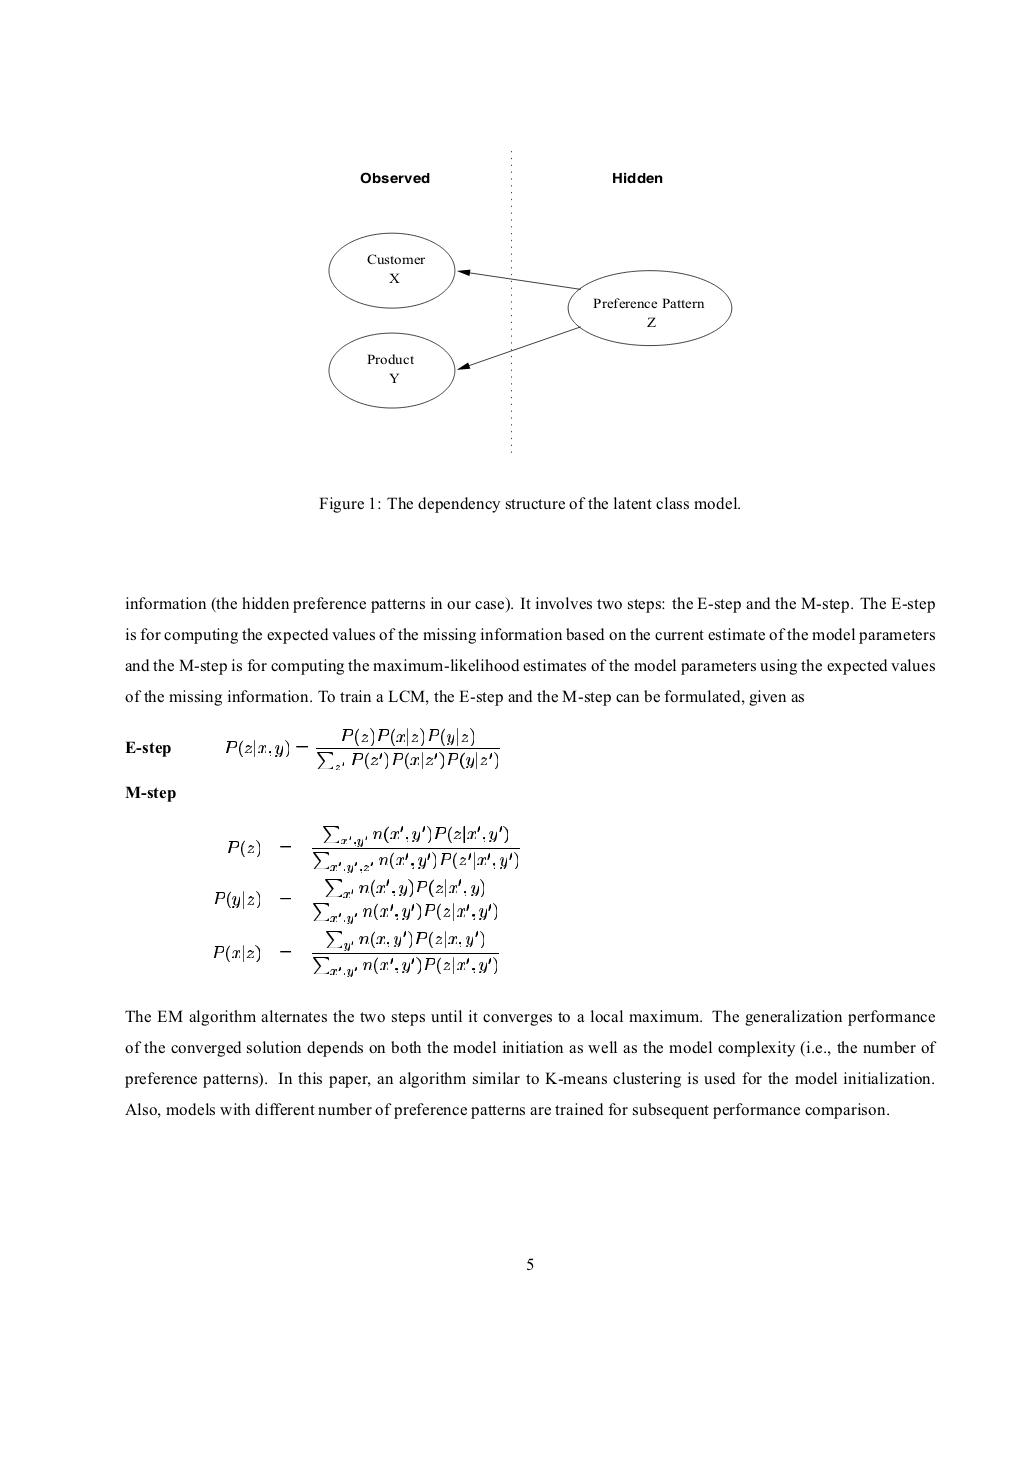 Observed Hidden
Customer
X
Preference Pattern
Z
Product
Y
Figure 1: The dependency structure of the latent class model.
information (the hidden preference patterns in our case). It involves two steps: the E-step and the M-step. The E-step
is for computing the expected values of the missing information based on the current estimate of the model parameters
and the M-step is for computing the maximum-likelihood estimates of the model parameters using the expected values
of the missing information. To train a LCM, the E-step and the M-step can be formulated, given as
E-step P(z|x, y) = \frac{P(z)P(x|z)P(y|z)}{\sum_{z'} P(z')P(x|z')P(y|z')}
M-step
P(z) = \frac{\sum_{x',y'} n(x', y')P(z|x', y')}{\sum_{x',y',z'} n(x', y')P(z'|x', y')}
P(y|z) = \frac{\sum_{x'} n(x', y)P(z|x', y)}{\sum_{x',y'} n(x', y')P(z|x', y')}
P(x|z) = \frac{\sum_{y'} n(x, y')P(z|x, y')}{\sum_{x',y'} n(x', y')P(z|x', y')}
The EM algorithm alternates the two steps until it converges to a local maximum. The generalization performance
of the converged solution depends on both the model initiation as well as the model complexity (i.e., the number of
preference patterns). In this paper, an algorithm similar to K-means clustering is used for the model initialization.
Also, models with different number of preference patterns are trained for subsequent performance comparison.
5